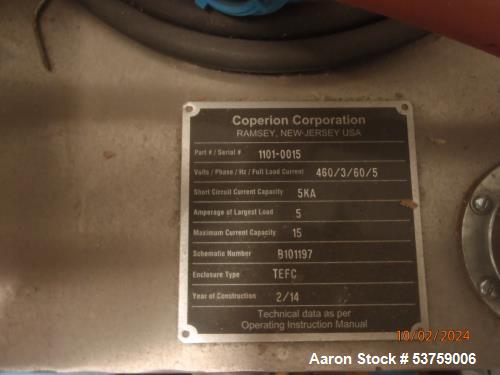 Coperion Corporation
RAMSEY, NEW-JERSEY USA
Part # / Serial # 1101-0015
Volts / Phase / Hz / Full Load Current 460/3/60/5
Short Circuit Current Capacity 5KA
Amperage of Largest Load 5
Maximum Current Capacity 15
Schematic Number B101197
Enclosure Type TEFC
Year of Construction 2/14
Technical data as per
Operating Instruction Manual
10/02/2024
Aaron Stock # 53759006